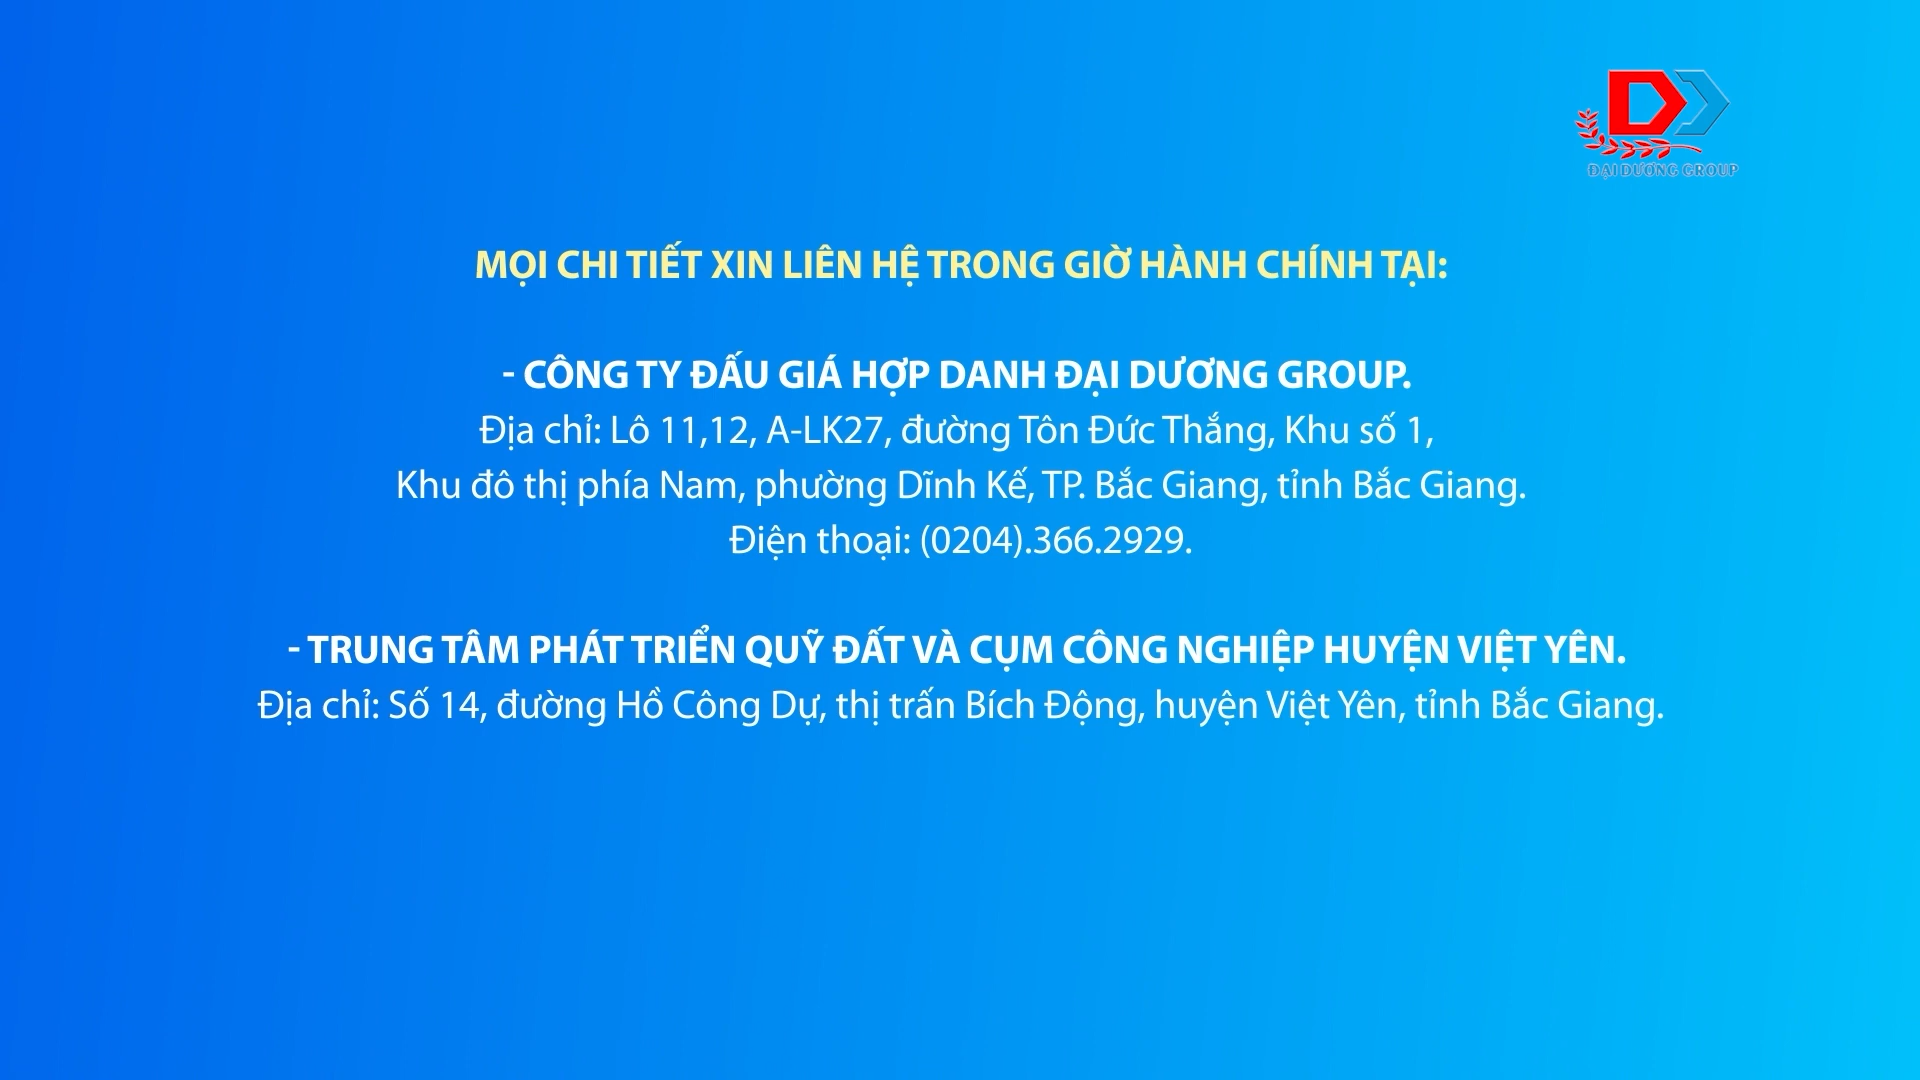 ĐẠI DƯƠNG GROUP
MỌI CHI TIẾT XIN LIÊN HỆ TRONG GIỜ HÀNH CHÍNH TẠI:
- CÔNG TY ĐẤU GIÁ HỢP DANH ĐẠI DƯƠNG GROUP.
Địa chỉ: Lô 11,12, A-LK27, đường Tôn Đức Thắng, Khu số 1,
Khu đô thị phía Nam, phường Dĩnh Kế, TP. Bắc Giang, tỉnh Bắc Giang.
Điện thoại: (0204).366.2929.
- TRUNG TÂM PHÁT TRIỂN QUỸ ĐẤT VÀ CỤM CÔNG NGHIỆP HUYỆN VIỆT YÊN.
Địa chỉ: Số 14, đường Hồ Công Dự, thị trấn Bích Động, huyện Việt Yên, tỉnh Bắc Giang.